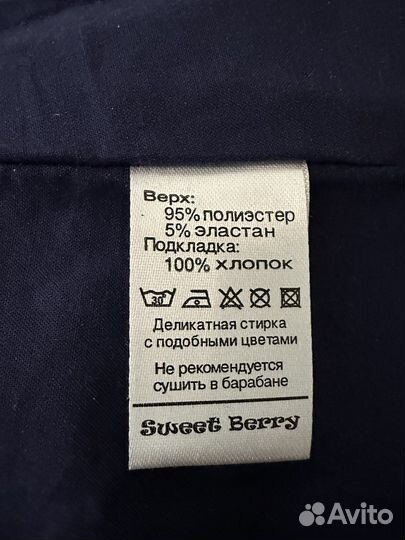 Верх:
95% полиэстер
5% эластан
Подкладка:
100% хлопок
30
Деликатная стирка
с подобными цветами
Не рекомендуется
сушить в барабане
Sweet Berry
Avito